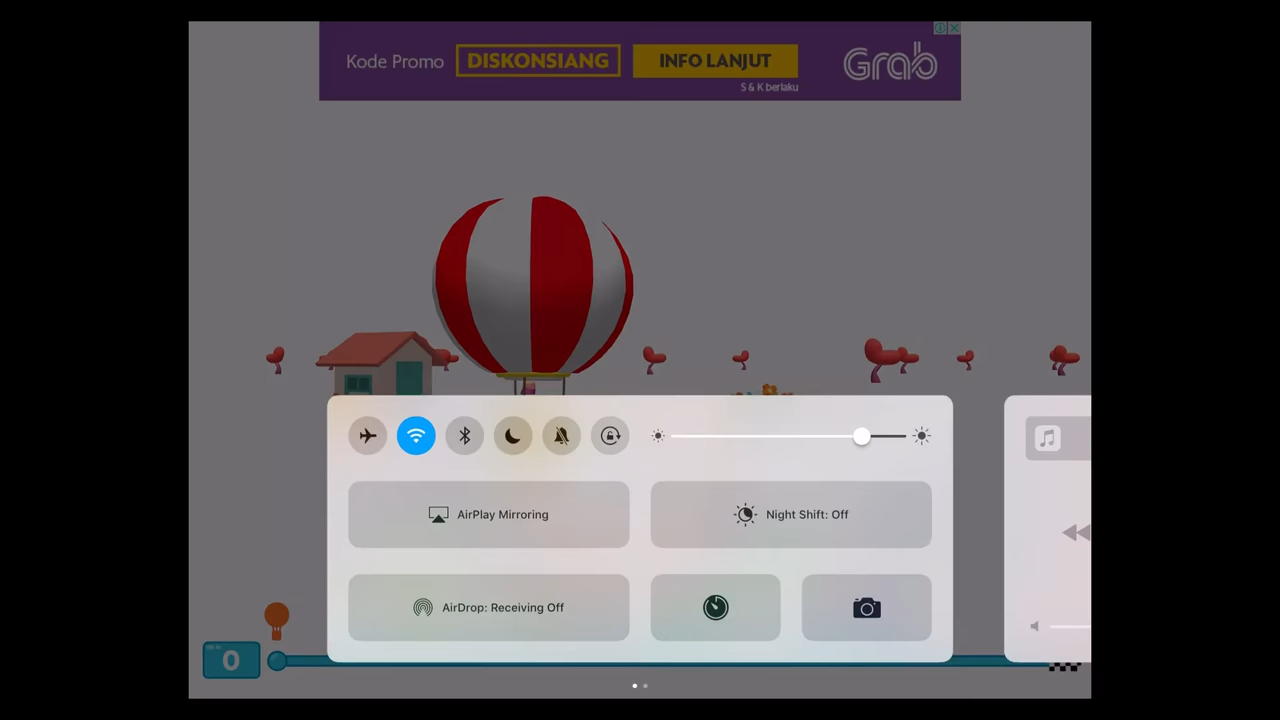 Kode Promo DISKONSIANG INFO LANJUT Grab
S & K berlaku
AirPlay Mirroring Night Shift: Off
AirDrop: Receiving Off
0